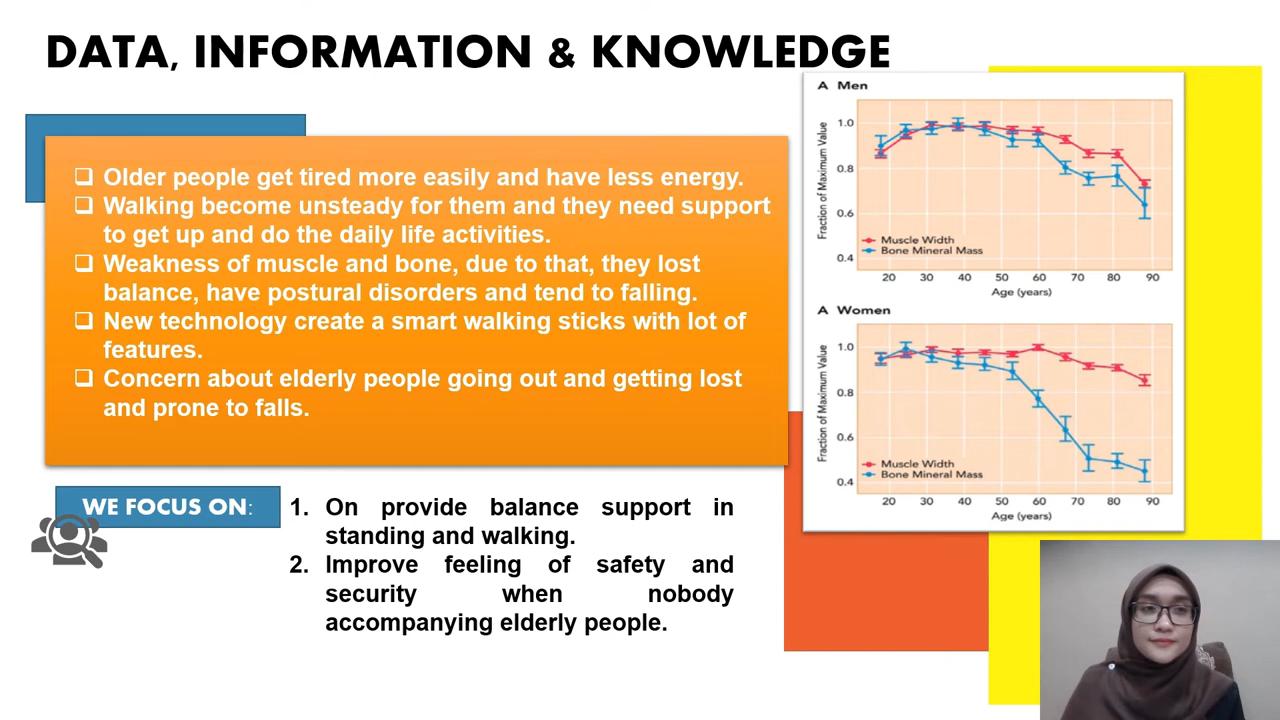 DATA, INFORMATION & KNOWLEDGE
Older people get tired more easily and have less energy.
Walking become unsteady for them and they need support
to get up and do the daily life activities.
Weakness of muscle and bone, due to that, they lost
balance, have postural disorders and tend to falling.
New technology create a smart walking sticks with lot of
features.
Concern about elderly people going out and getting lost
and prone to falls.
WE FOCUS ON:
1. On provide balance support in
standing and walking.
2. Improve feeling of safety and
security when nobody
accompanying elderly people.
A Men
Fraction of Maximum Value
1.0
0.8
0.6
0.4
Muscle Width
Bone Mineral Mass
20 30 40 50 60 70 80 90
Age (years)
A Women
Fraction of Maximum Value
1.0
0.8
0.6
0.4
Muscle Width
Bone Mineral Mass
20 30 40 50 60 70 80 90
Age (years)